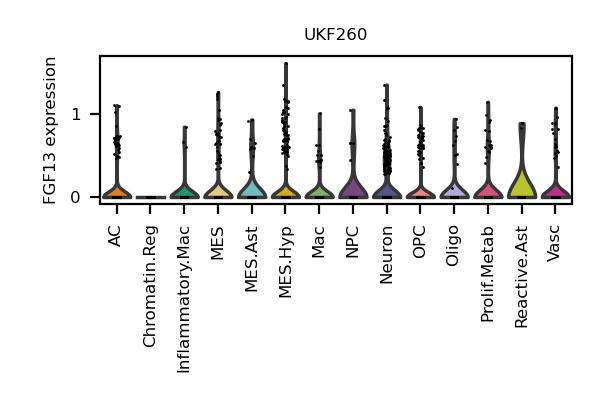 UKF260
FGF13 expression
1
0
AC
Chromatin.Reg
Inflammatory.Mac
MES
MES.Ast
MES.Hyp
Mac
NPC
Neuron
OPC
Oligo
Prolif.Metab
Reactive.Ast
Vasc